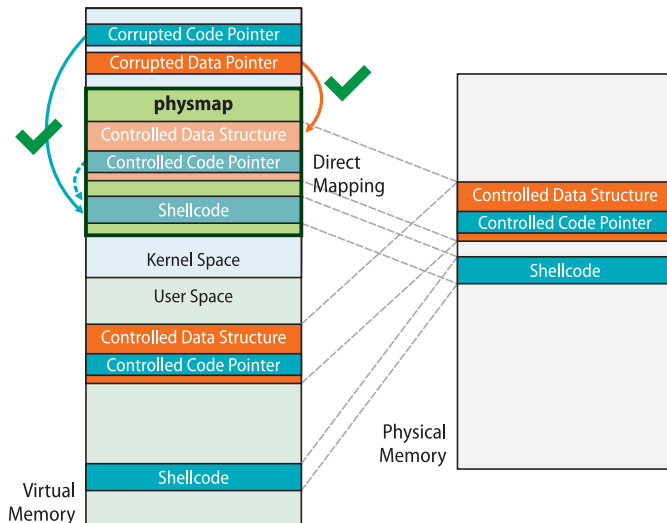 Corrupted Code Pointer
Corrupted Data Pointer
physmap
Controlled Data Structure
Controlled Code Pointer
Shellcode
Direct
Mapping
Kernel Space
User Space
Controlled Data Structure
Controlled Code Pointer
Shellcode
Virtual
Memory
Controlled Data Structure
Controlled Code Pointer
Shellcode
Physical
Memory